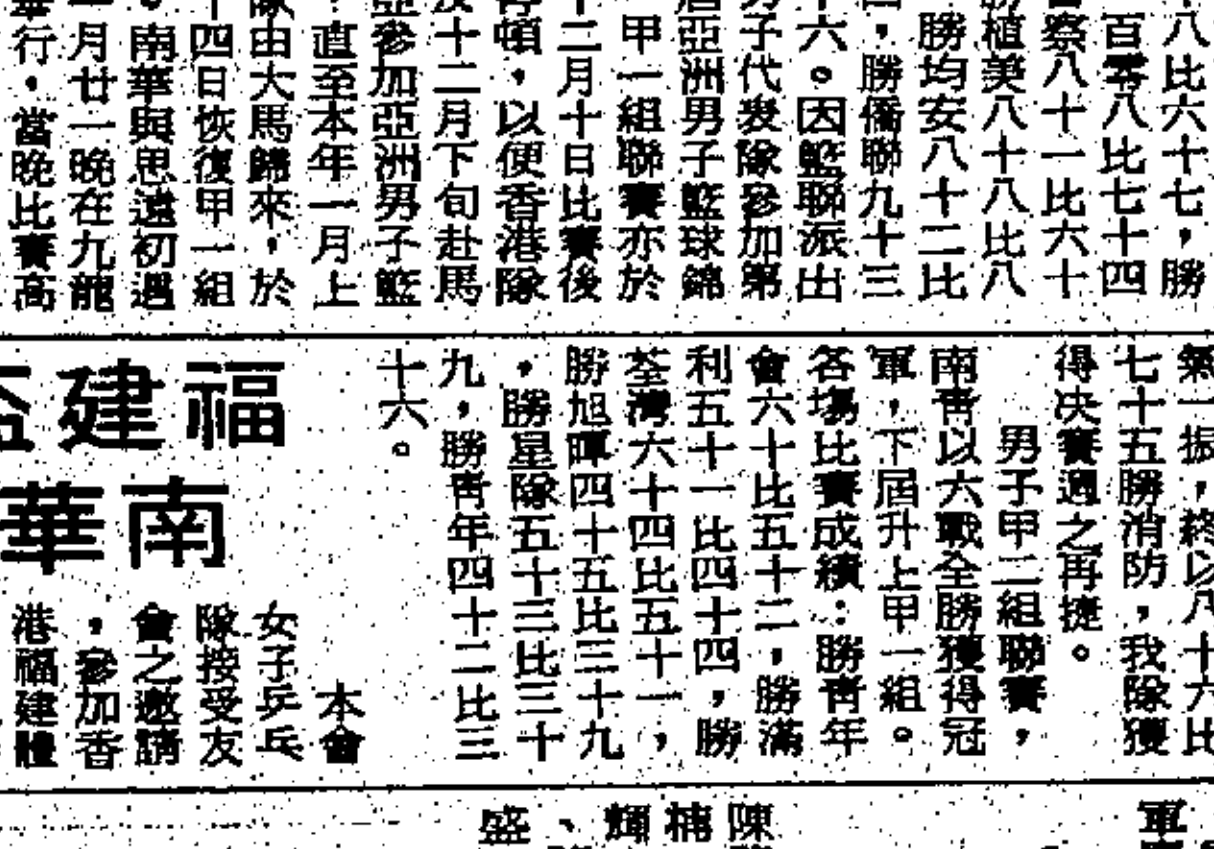 十八比六十七，勝
百零八比七十四
警察八十一比六十
勝植美八十八比八
勝均安八十二比
四，勝僑聯九十三
十六。因籃聯派出
男子代表隊參加第
屆亞洲男子籃球錦
甲一組聯賽亦於
十二月十日比賽後
停頓，以便香港隊
及十二月下旬赴馬
亞參加亞洲男子籃
，直至本年一月上
隊由大馬歸來，於
十四日恢復甲一組
。南華與思遠初遇
一月廿一晚在九龍
舉行，當晚比賽高
氣一振，終以八十六比
七十五勝消防，我隊獲
得決賽週之再捷。
男子甲二組聯賽，
南青以六戰全勝獲得冠
軍，下屆升上甲一組。
各場比賽成績：勝青年
會六十比五十二，勝滿
利五十一比四十四，勝
荃灣六十四比五十一，
勝旭暉四十五比三十九
，勝星隊五十三比三十
九，勝青年四十二比三
十六。
福建盃
南華
本會
女子乒乓
隊按受友
會之邀請
，參加香
港福建體
軍
陳
楠
輝
、
盛